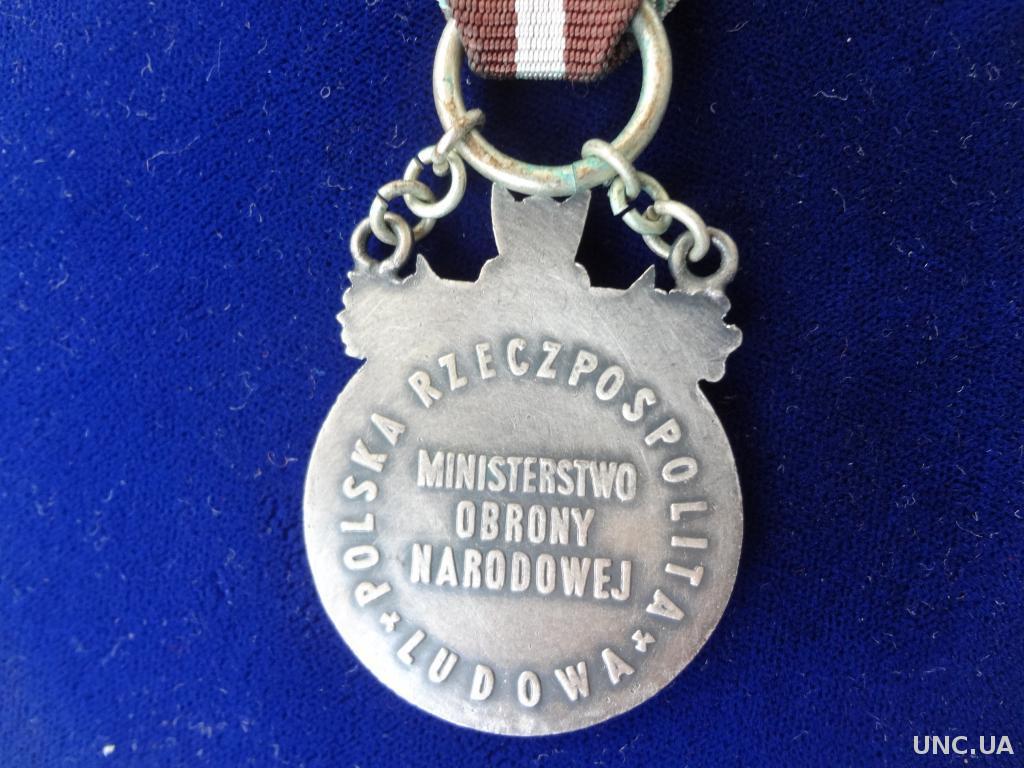 POLSKA RZECZPOSPOLITA
LUDOWA
MINISTERSTWO
OBRONY
NARODOWEJ
UNC.UA